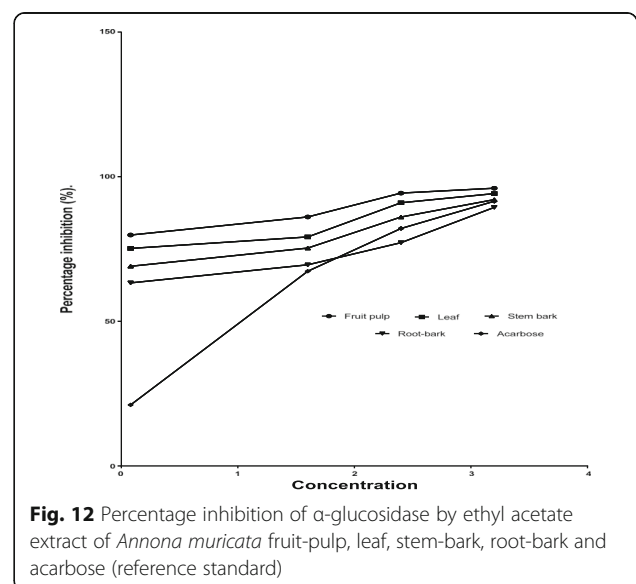 150
100
50
0
Percentage inhibition (%).
Fruit pulp Leaf Stem bark
Root-bark Acarbose
0 1 2 3 4
Concentration
Fig. 12 Percentage inhibition of α-glucosidase by ethyl acetate
extract of Annona muricata fruit-pulp, leaf, stem-bark, root-bark and
acarbose (reference standard)